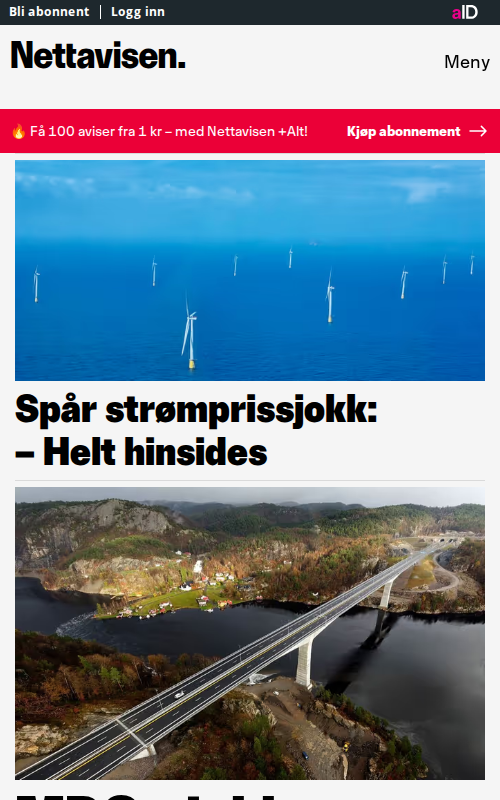 Bli abonnent | Logg inn
aID
Nettavisen.
Meny
🔥 Få 100 aviser fra 1 kr – med Nettavisen +Alt!
Kjøp abonnement →
Spår strømprissjokk:
– Helt hinsides